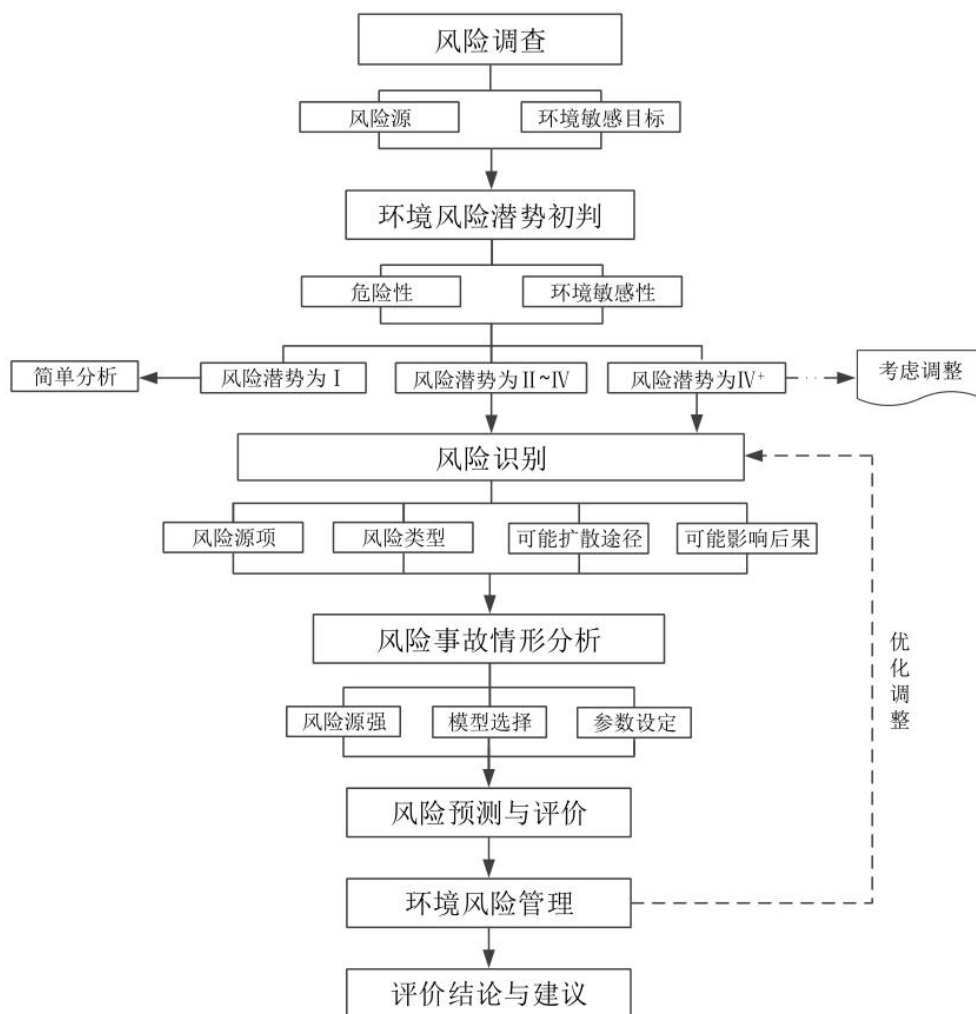 风险调查
风险源
环境敏感目标
环境风险潜势初判
危险性
环境敏感性
简单分析
风险潜势为Ⅰ
风险潜势为Ⅱ~Ⅳ
风险潜势为Ⅳ+
考虑调整
风险识别
风险源项
风险类型
可能扩散途径
可能影响后果
风险事故情形分析
风险源强
模型选择
参数设定
优化调整
风险预测与评价
环境风险管理
评价结论与建议